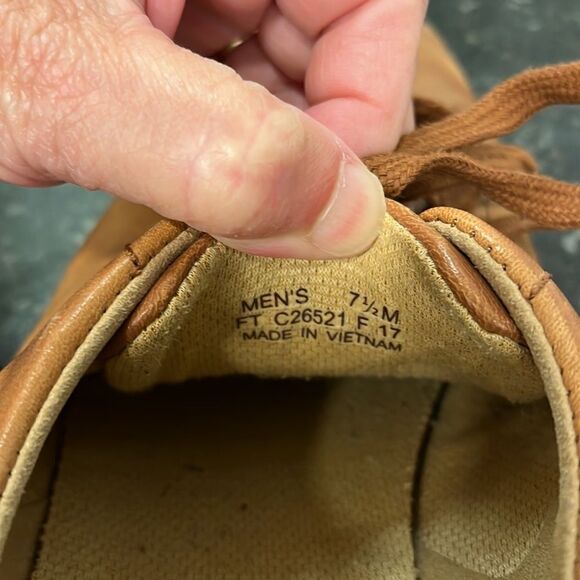 MEN'S 7½M
FT C26521 F 17
MADE IN VIETNAM